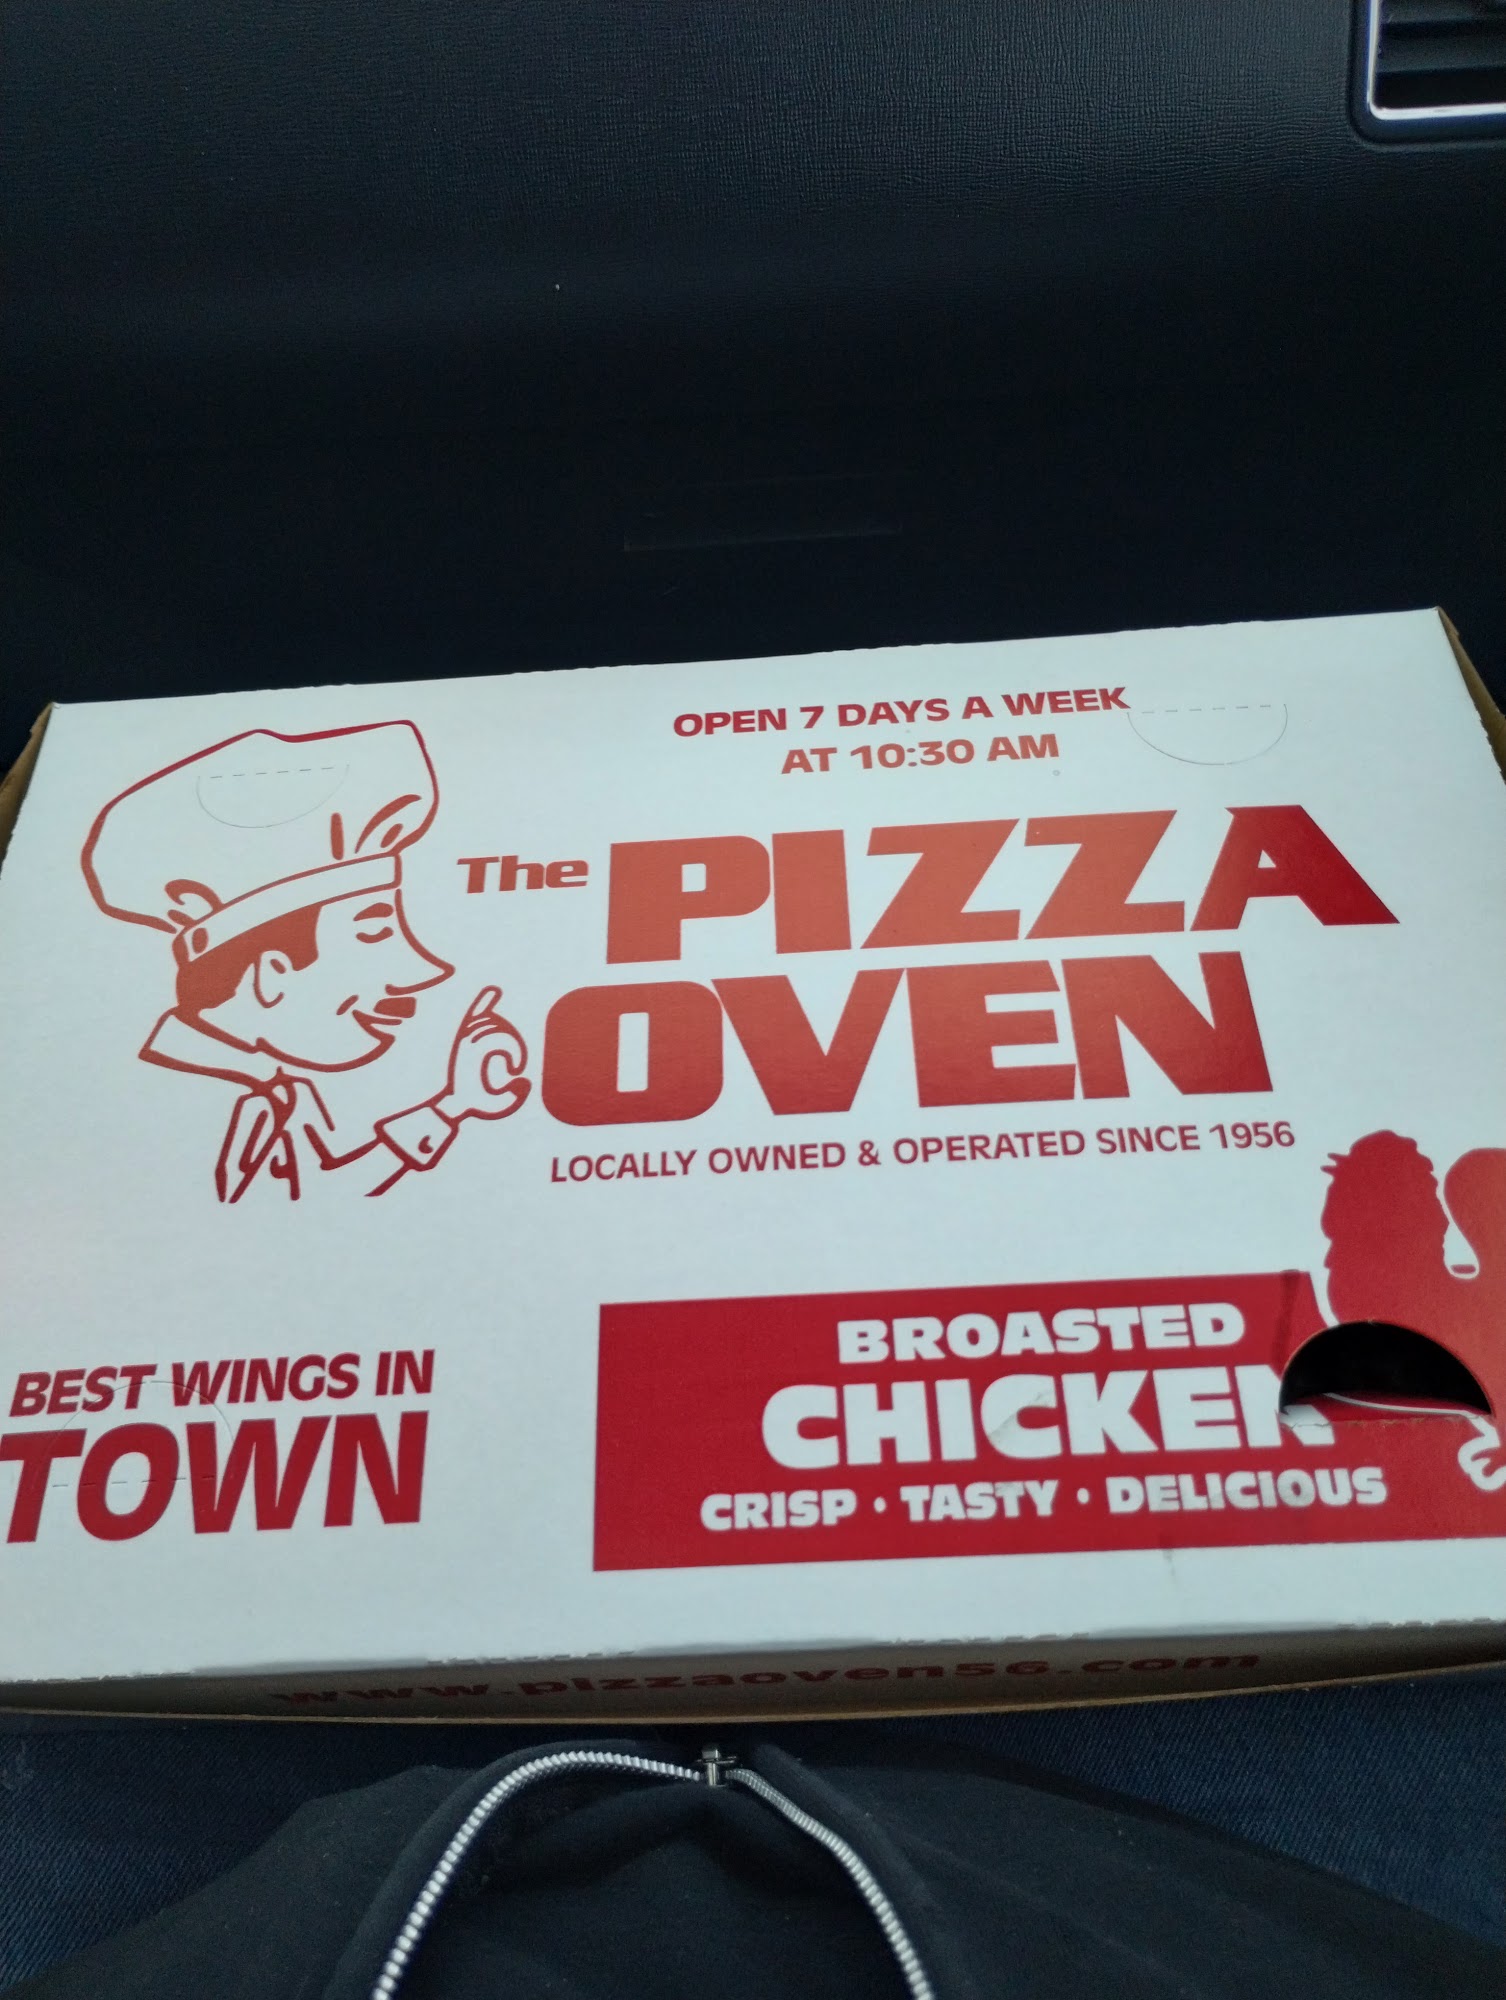 OPEN 7 DAYS A WEEK
AT 10:30 AM
The PIZZA
OVEN
LOCALLY OWNED & OPERATED SINCE 1956
BEST WINGS IN
TOWN
BROASTED
CHICKEN
CRISP • TASTY • DELICIOUS
www.pizzaoven56.com